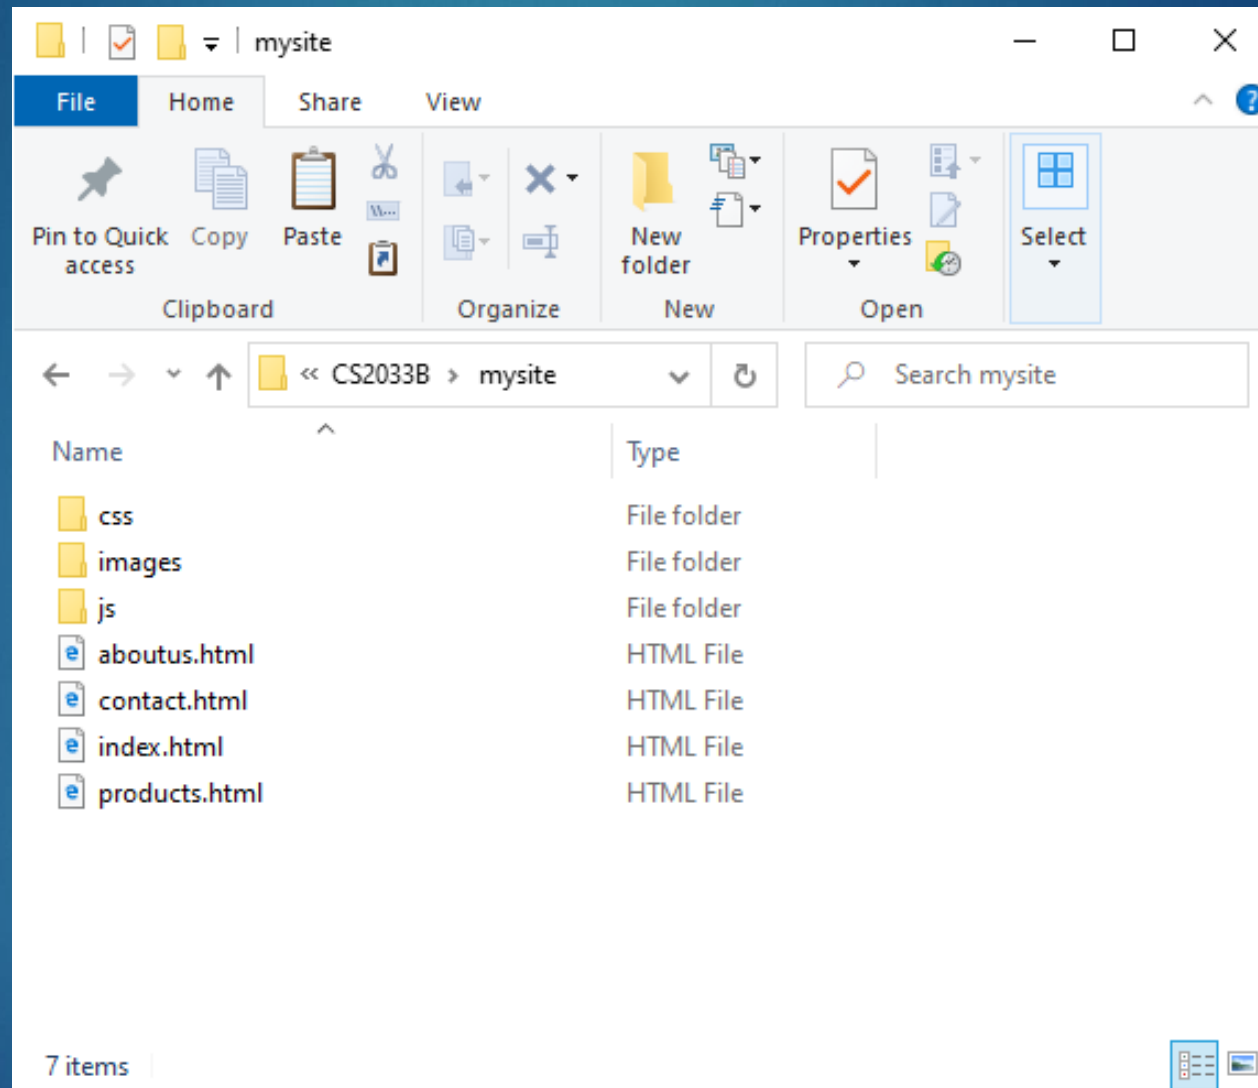 mysite
File Home Share View
Pin to Quick access Copy Paste New folder Properties Select
Clipboard Organize New Open
« CS2033B > mysite Search mysite
Name Type
css File folder
images File folder
js File folder
aboutus.html HTML File
contact.html HTML File
index.html HTML File
products.html HTML File
7 items